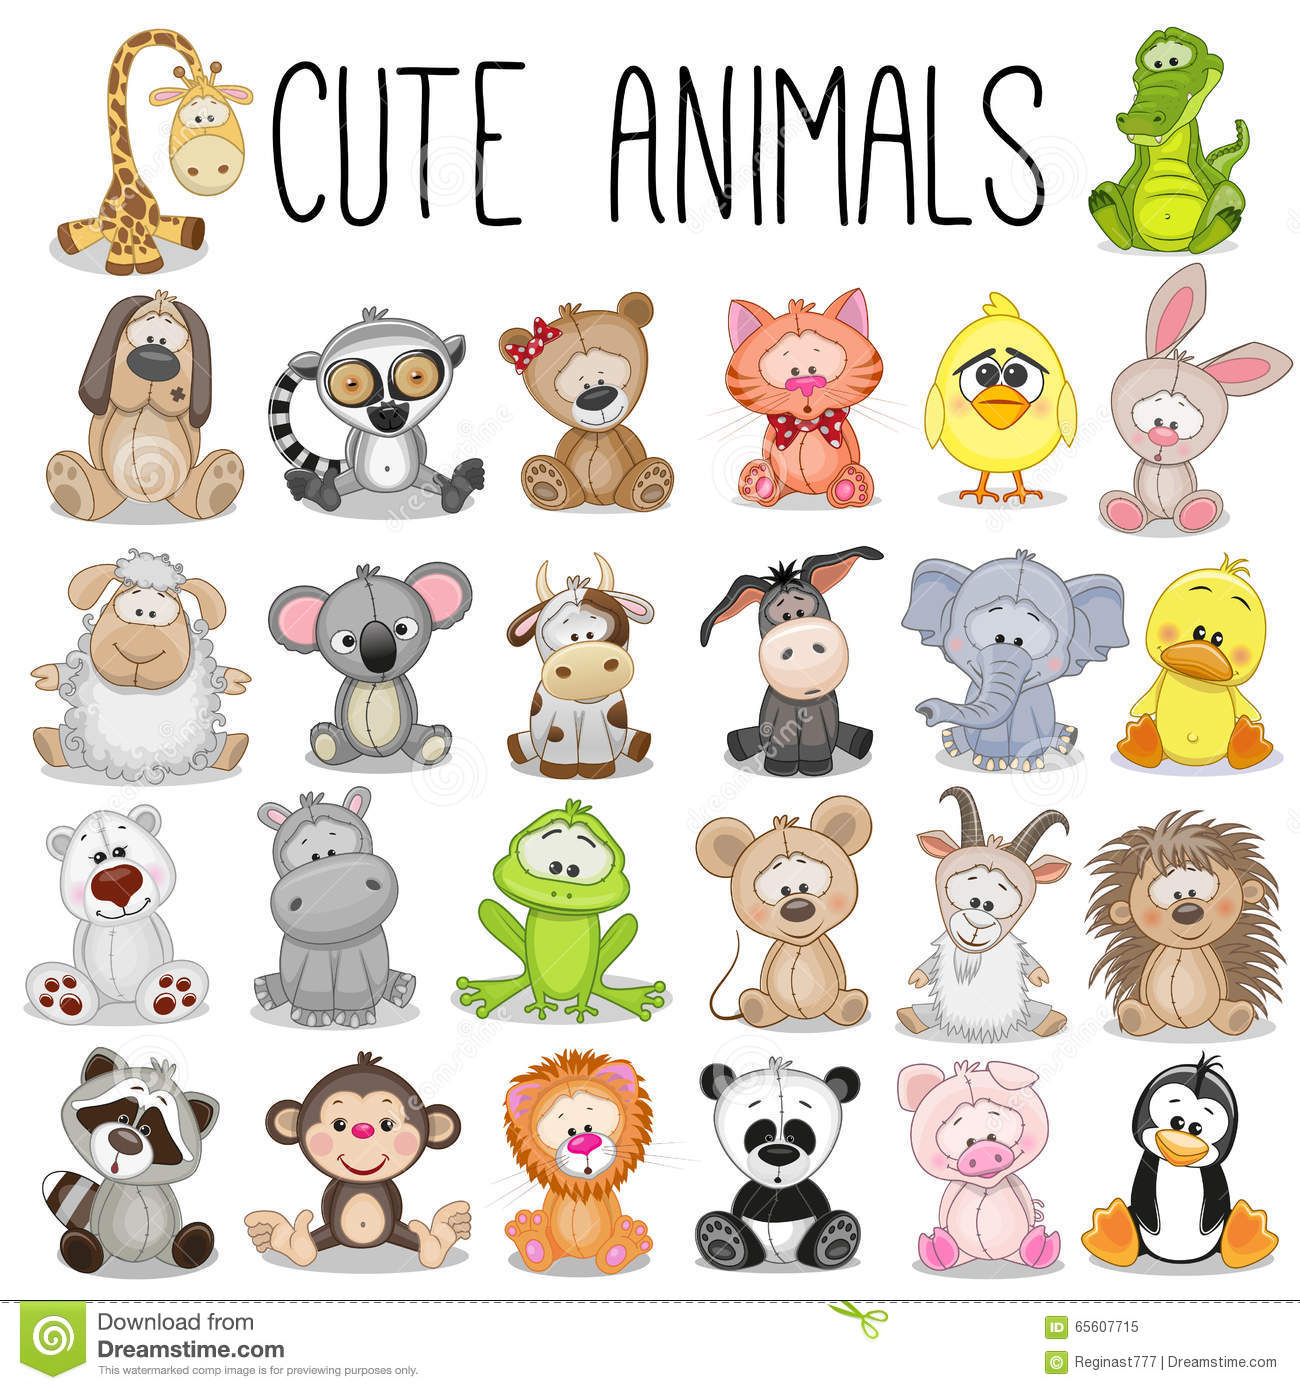 CUTE ANIMALS
Download from
Dreamstime.com
This watermarked comp image is for previewing purposes only.
ID 65607715
© Reginast777 | Dreamstime.com